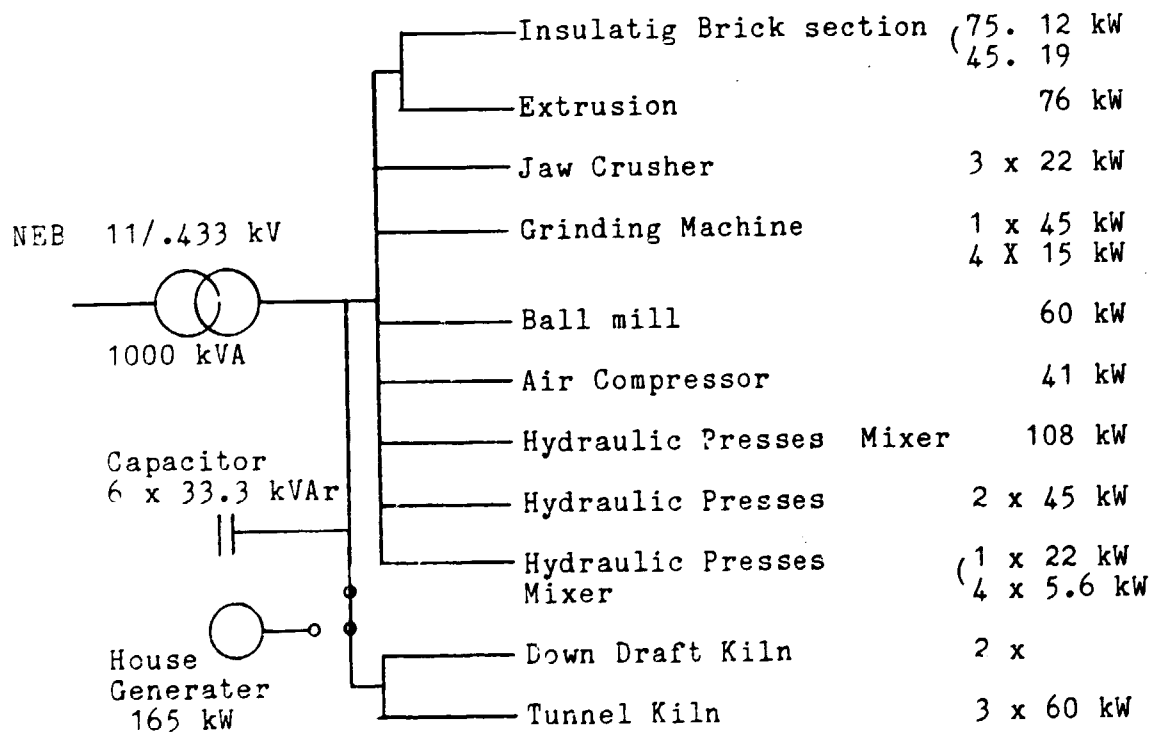 Insulatig Brick section (75. 12 kW
45. 19
Extrusion 76 kW
Jaw Crusher 3 x 22 kW
NEB 11/.433 kV
Grinding Machine 1 x 45 kW
4 X 15 kW
1000 kVA
Ball mill 60 kW
Air Compressor 41 kW
Hydraulic Presses Mixer 108 kW
Capacitor
6 x 33.3 kVAr
Hydraulic Presses 2 x 45 kW
Hydraulic Presses (1 x 22 kW
Mixer 4 x 5.6 kW
House
Generater
165 kW
Down Draft Kiln 2 x
Tunnel Kiln 3 x 60 kW